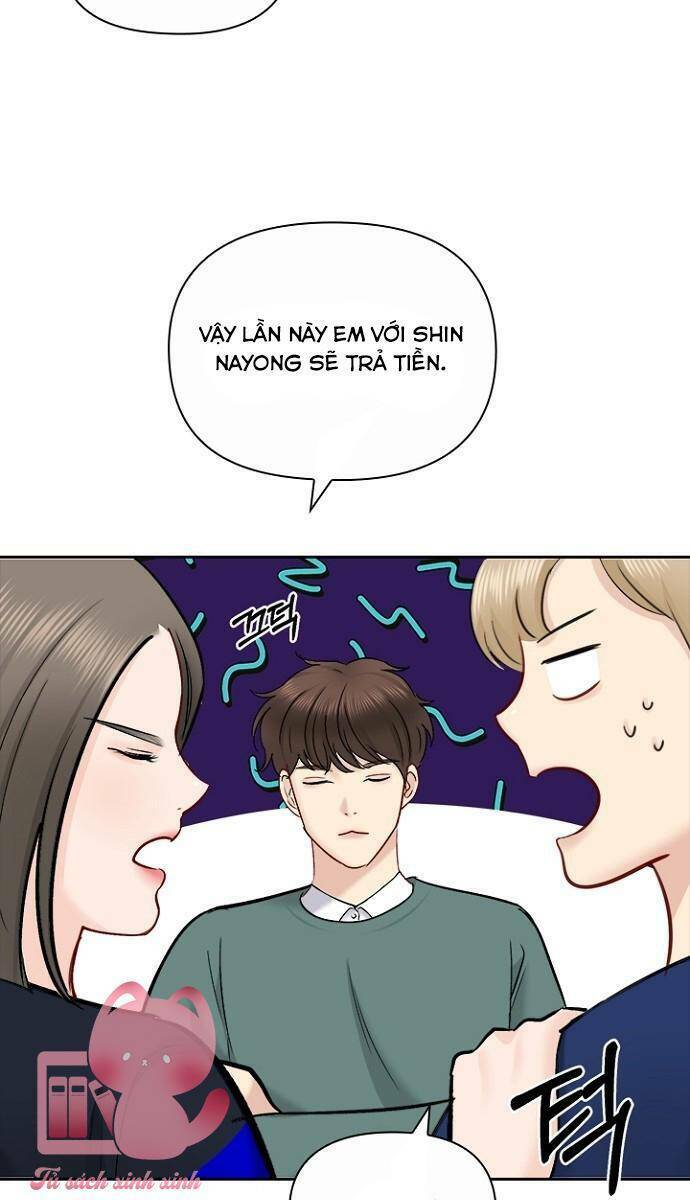 VẬY LẦN NÀY EM VỚI SHIN
NAYONG SẼ TRẢ TIỀN.
끄덕
턱
Tủ sách xinh xinh